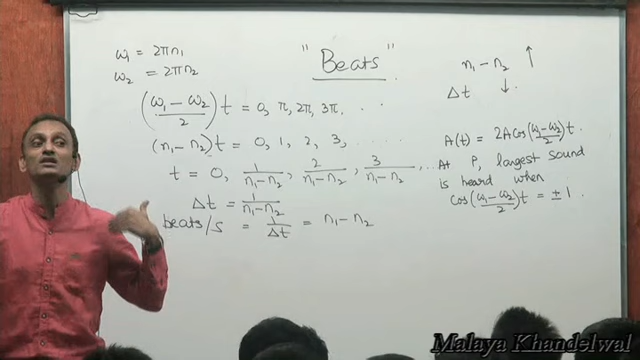 "Beats"
ω₁ = 2πn₁
ω₂ = 2πn₂
((ω₁ − ω₂)/2) t = 0, π, 2π, 3π, . .
(n₁ − n₂) t = 0, 1, 2, 3, . . .
t = 0, 1/(n₁−n₂), 2/(n₁−n₂), 3/(n₁−n₂), ...
Δt = 1/(n₁−n₂)
beats/s = 1/Δt = n₁ − n₂
n₁ − n₂ ↑
Δt ↓.
A(t) = 2A cos((ω₁−ω₂)/2) t.
At P, largest sound
is heard when
cos((ω₁−ω₂)/2) t = ± 1.
Malaya Khandelwal